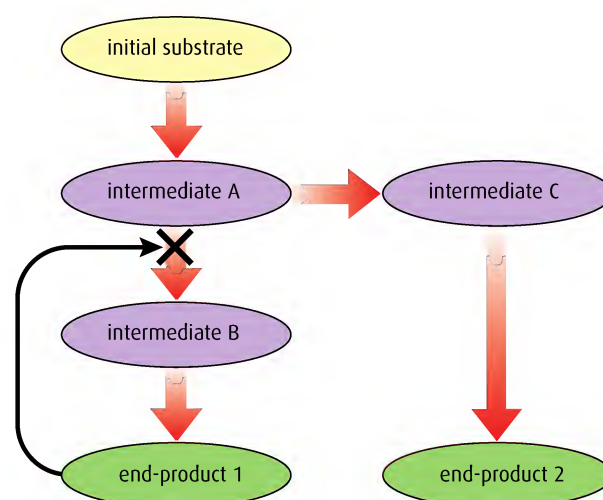 initial substrate
intermediate A
intermediate C
intermediate B
end-product 1
end-product 2